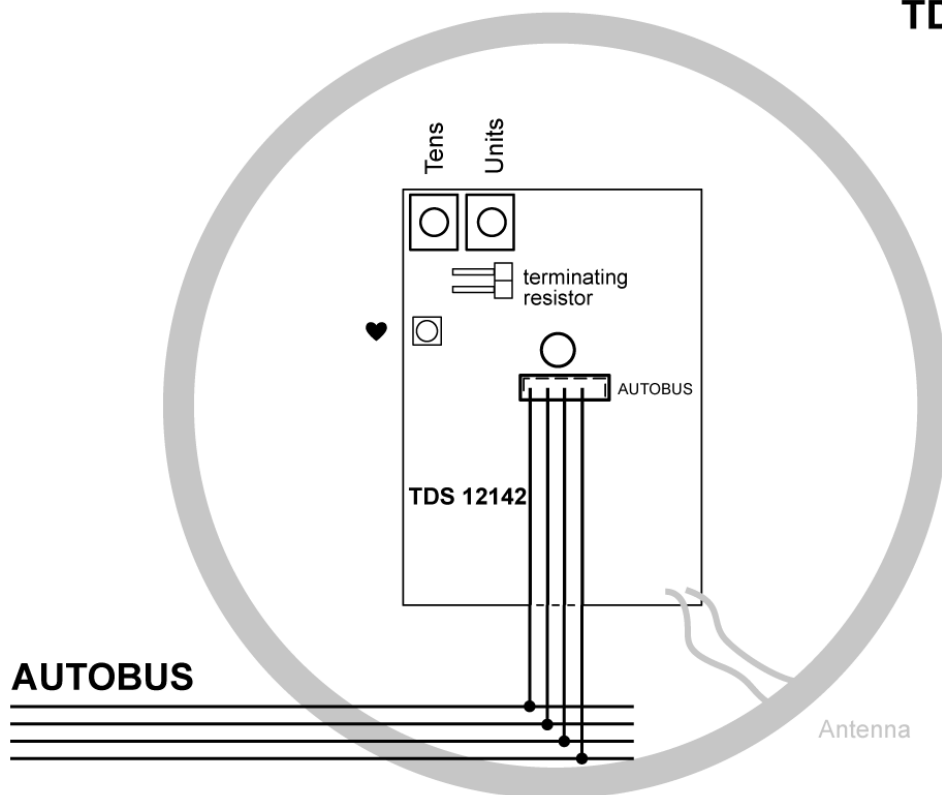 TD
Tens
Units
terminating
resistor
AUTOBUS
TDS 12142
AUTOBUS
Antenna